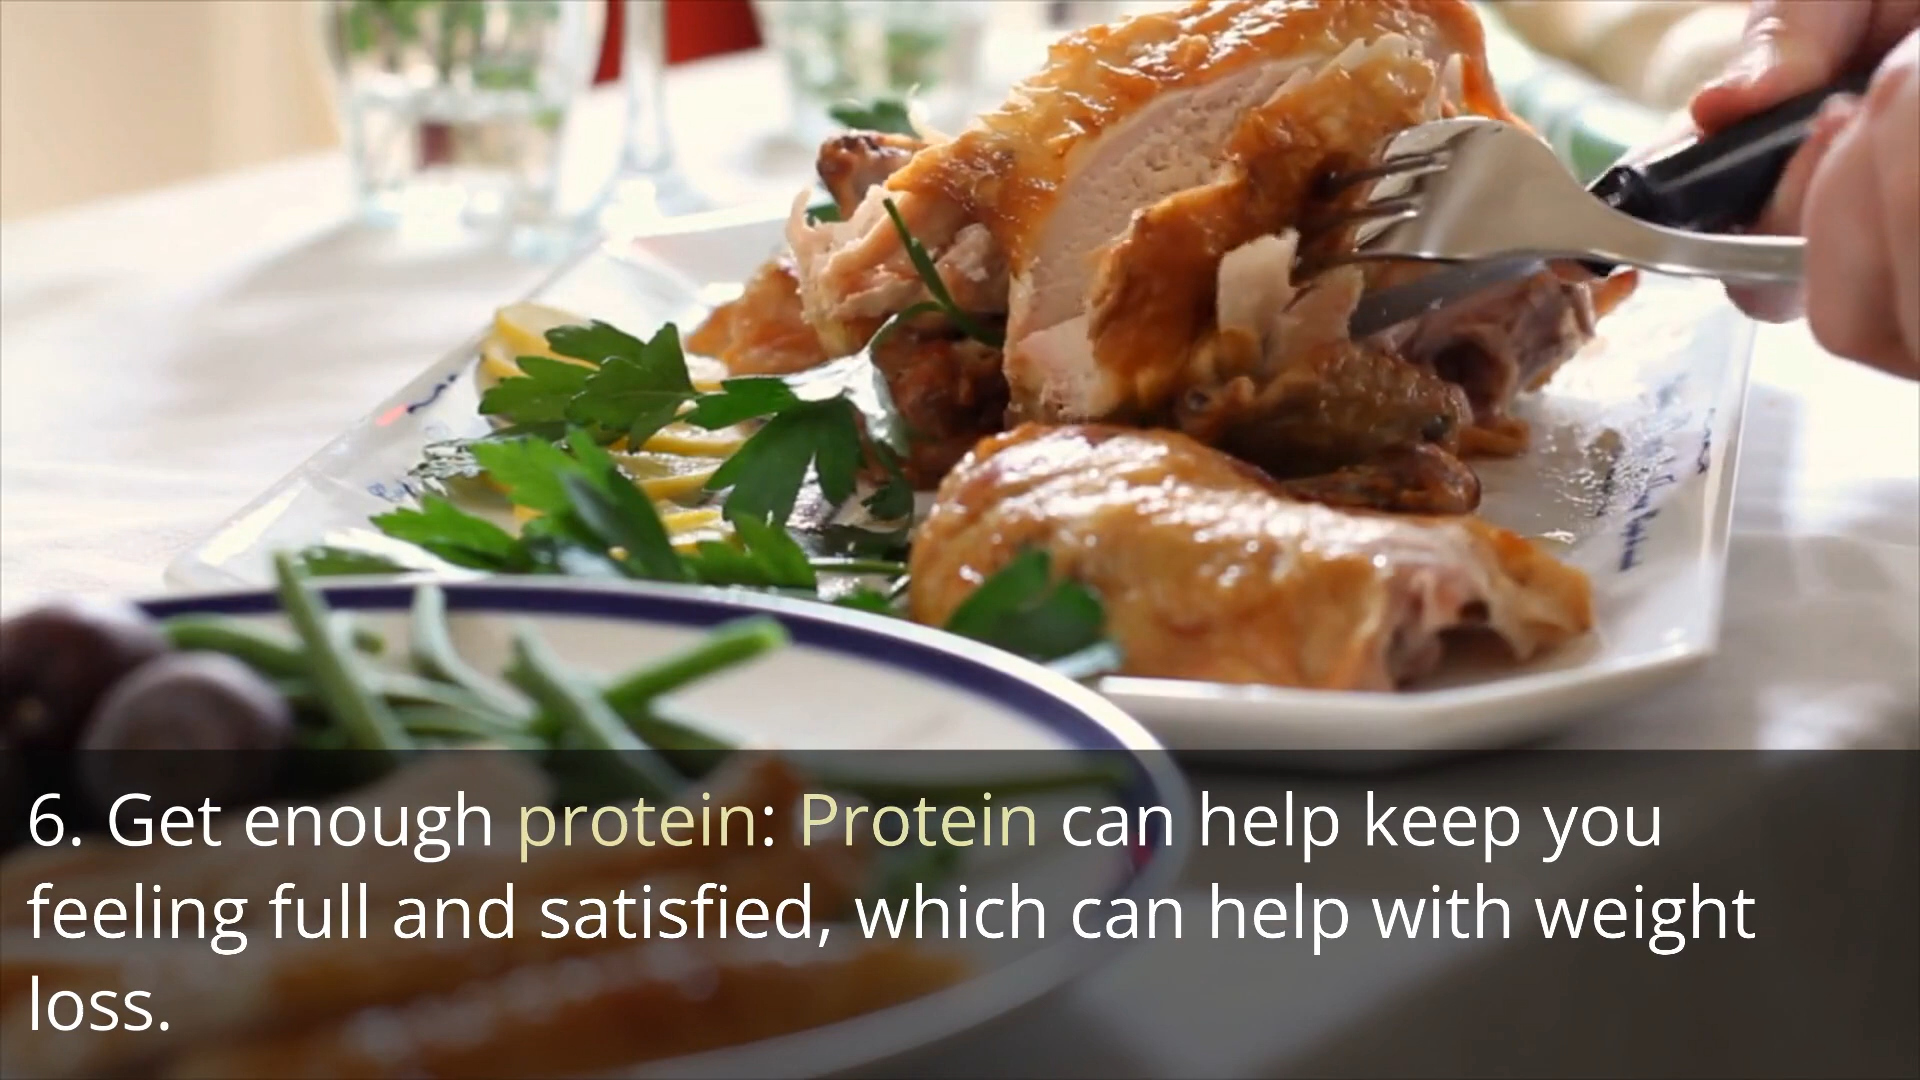 6. Get enough protein: Protein can help keep you
feeling full and satisfied, which can help with weight
loss.